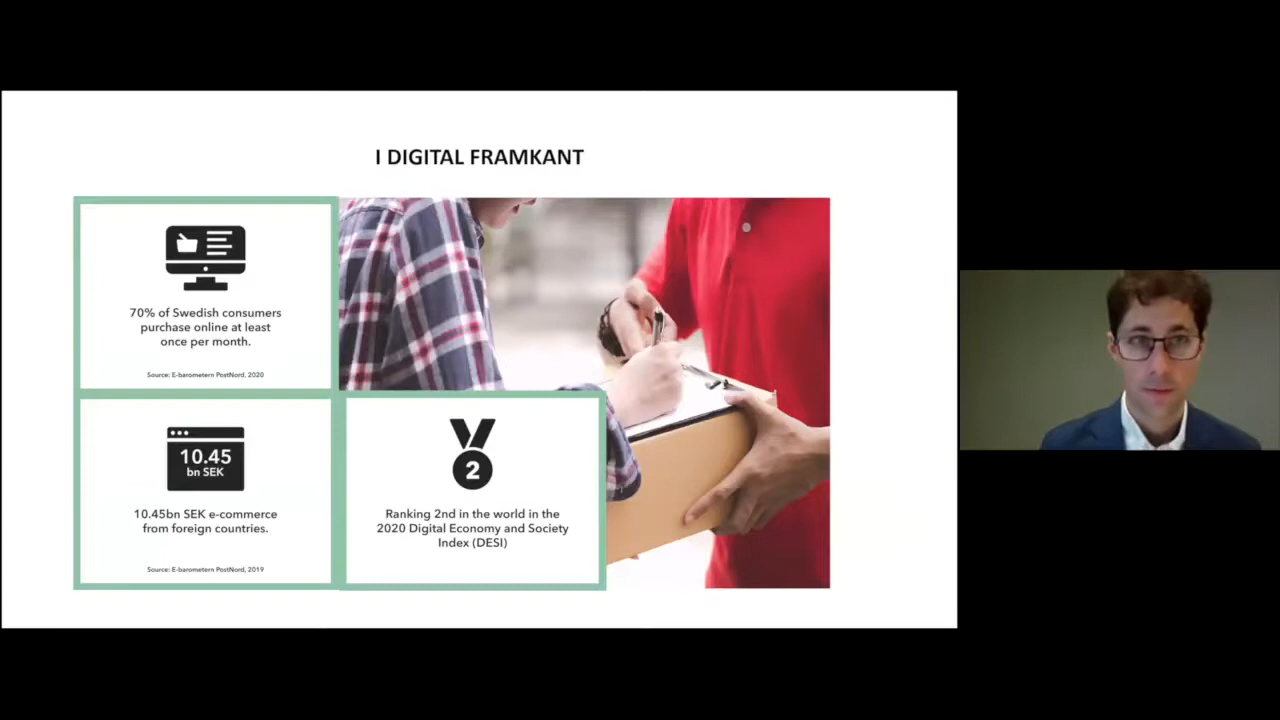 I DIGITAL FRAMKANT
70% of Swedish consumers
purchase online at least
once per month.
Source: E-barometern PostNord, 2020
10.45
bn SEK
10.45bn SEK e-commerce
from foreign countries.
Source: E-barometern PostNord, 2019
2
Ranking 2nd in the world in the
2020 Digital Economy and Society
Index (DESI)